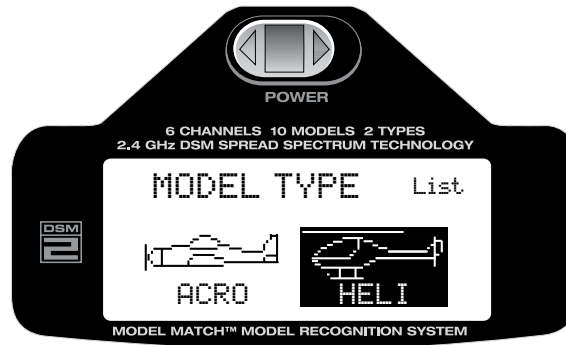 POWER
6 CHANNELS 10 MODELS 2 TYPES
2.4 GHz DSM SPREAD SPECTRUM TECHNOLOGY
MODEL TYPE List
DSM
2
ACRO HELI
MODEL MATCH™ MODEL RECOGNITION SYSTEM